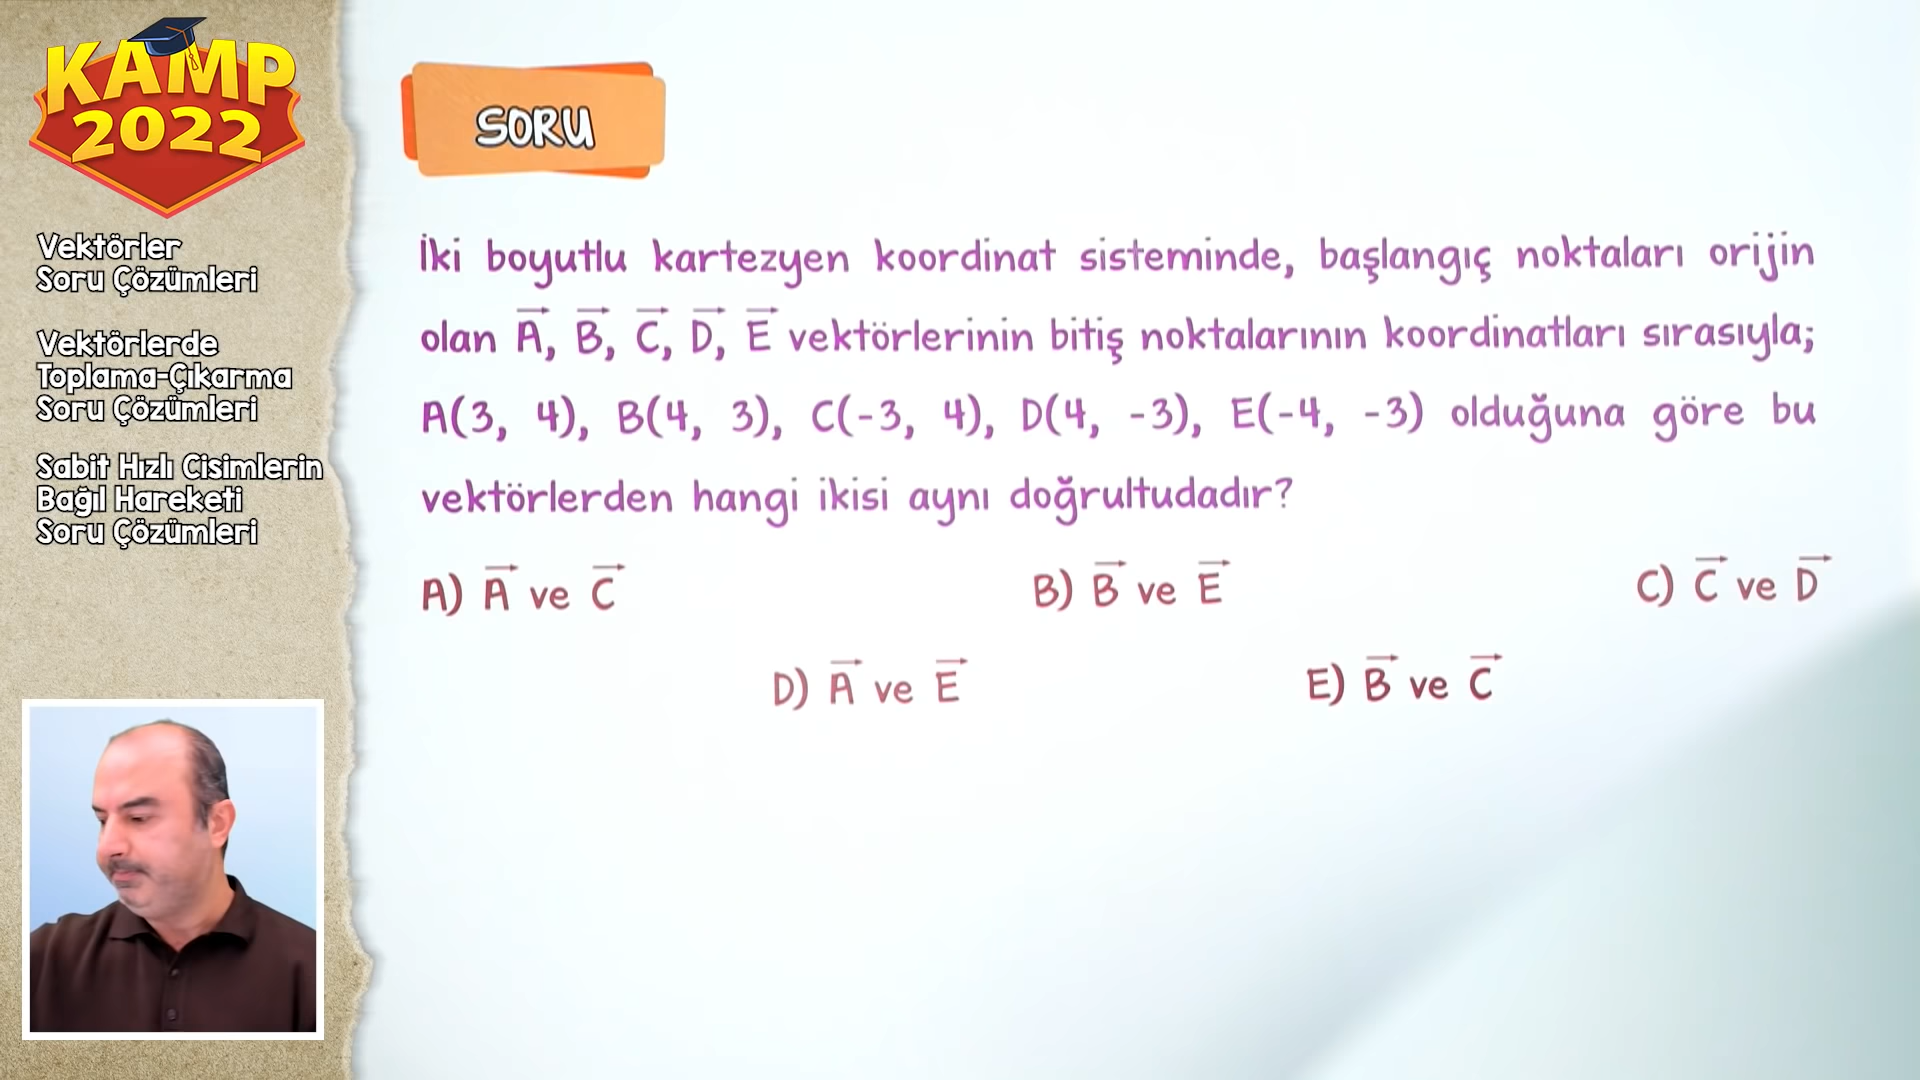 KAMP
2022
Vektörler
Soru Çözümleri
Vektörlerde
Toplama-Çıkarma
Soru Çözümleri
Sabit Hızlı Cisimlerin
Bağıl Hareketi
Soru Çözümleri
SORU
İki boyutlu kartezyen koordinat sisteminde, başlangıç noktaları orijin
olan A⃗, B⃗, C⃗, D⃗, E⃗ vektörlerinin bitiş noktalarının koordinatları sırasıyla;
A(3, 4), B(4, 3), C(-3, 4), D(4, -3), E(-4, -3) olduğuna göre bu
vektörlerden hangi ikisi aynı doğrultudadır?
A) A⃗ ve C⃗ B) B⃗ ve E⃗ C) C⃗ ve D⃗
D) A⃗ ve E⃗ E) B⃗ ve C⃗